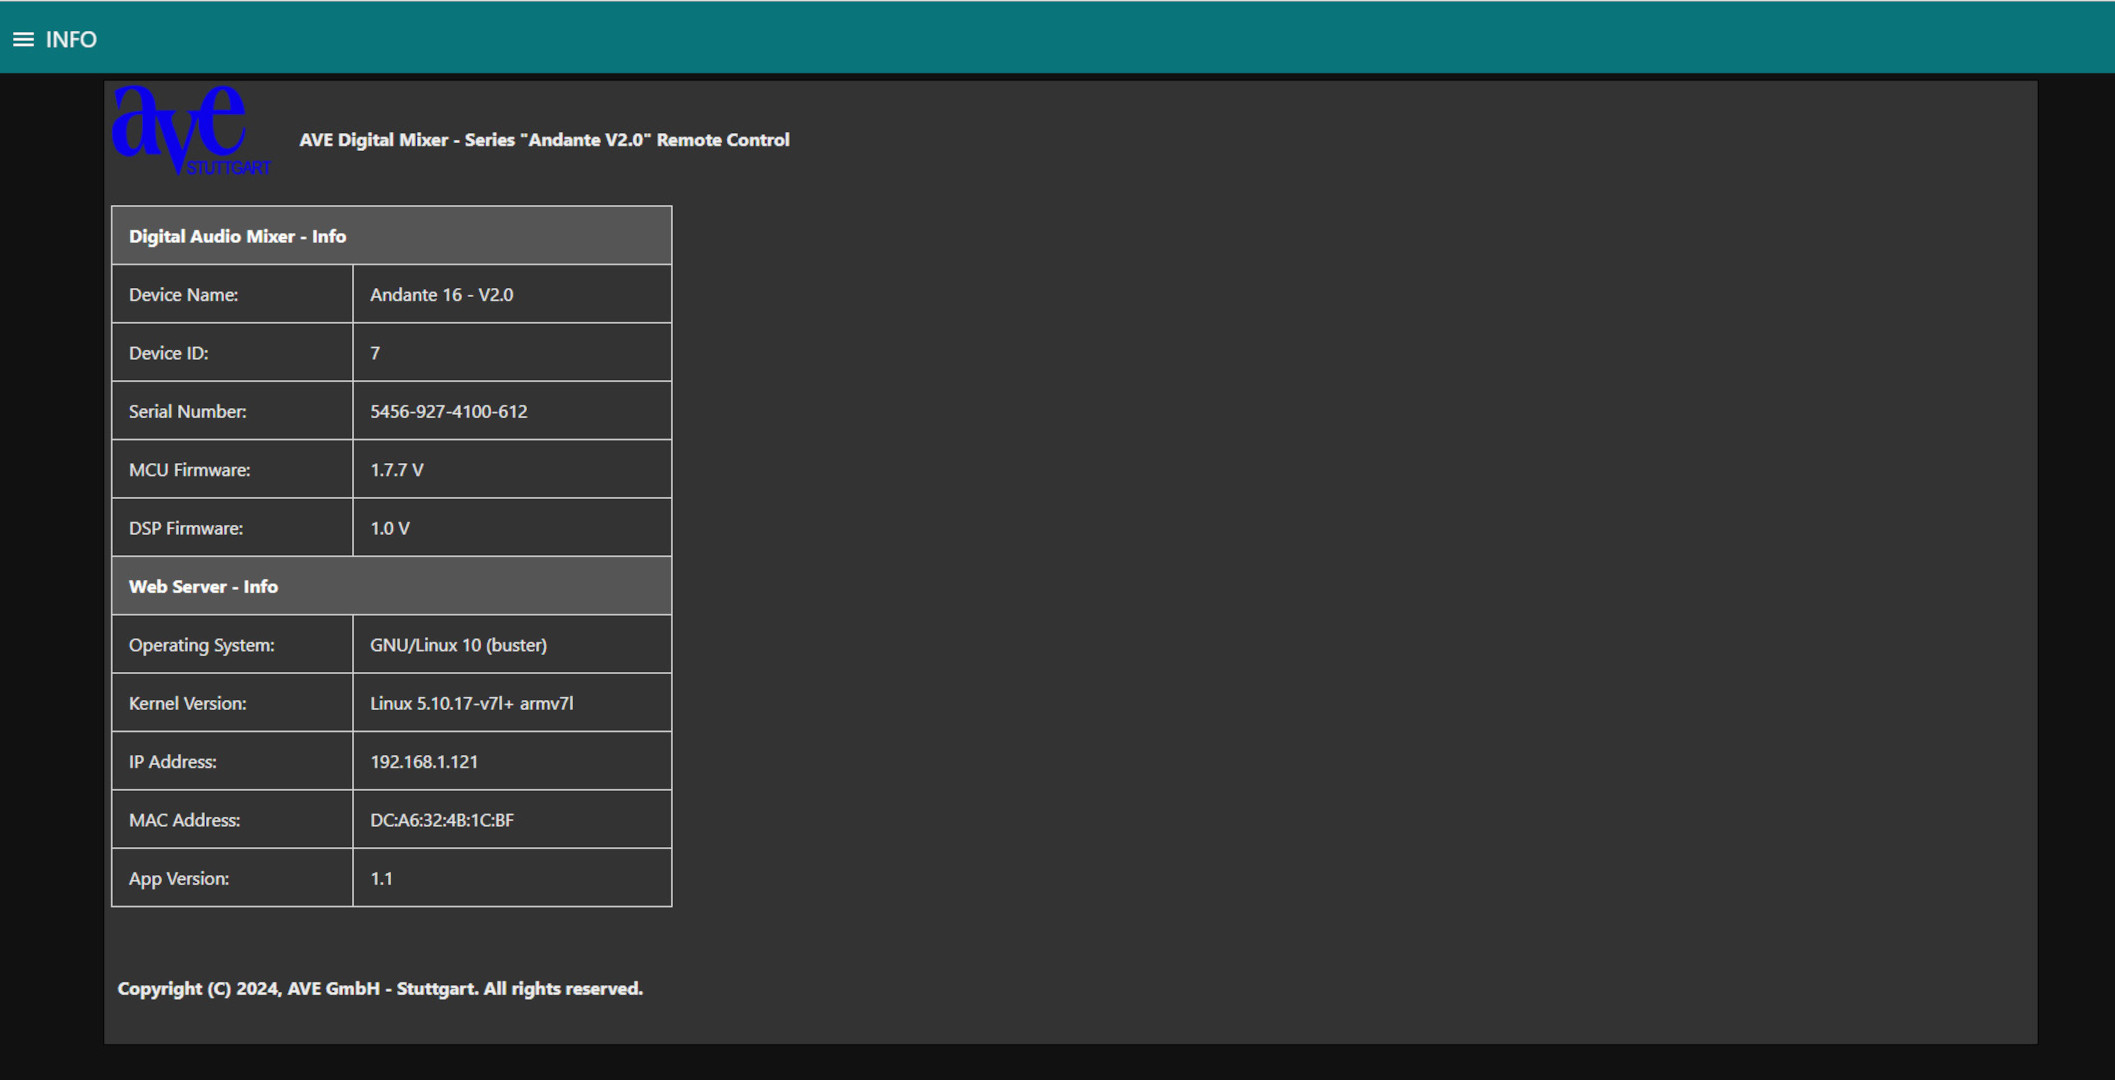 INFO
ave
STUTTGART
AVE Digital Mixer - Series "Andante V2.0" Remote Control
Digital Audio Mixer - Info
Device Name: Andante 16 - V2.0
Device ID: 7
Serial Number: 5456-927-4100-612
MCU Firmware: 1.7.7 V
DSP Firmware: 1.0 V
Web Server - Info
Operating System: GNU/Linux 10 (buster)
Kernel Version: Linux 5.10.17-v7l+ armv7l
IP Address: 192.168.1.121
MAC Address: DC:A6:32:4B:1C:BF
App Version: 1.1
Copyright (C) 2024, AVE GmbH - Stuttgart. All rights reserved.